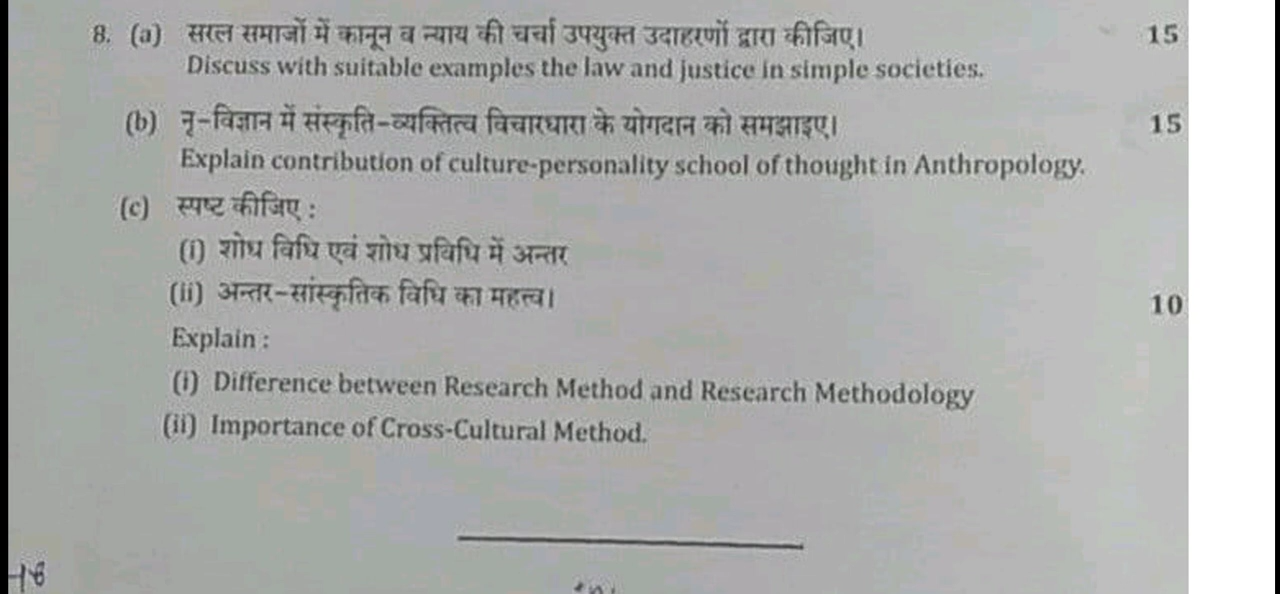 8. (a) सरल समाजों में कानून व न्याय की चर्चा उपयुक्त उदाहरणों द्वारा कीजिए। 15
Discuss with suitable examples the law and justice in simple societies.
(b) नृ-विज्ञान में संस्कृति-व्यक्तित्व विचारधारा के योगदान को समझाइए। 15
Explain contribution of culture-personality school of thought in Anthropology.
(c) स्पष्ट कीजिए :
(i) शोध विधि एवं शोध प्रविधि में अन्तर
(ii) अन्तर-सांस्कृतिक विधि का महत्त्व। 10
Explain :
(i) Difference between Research Method and Research Methodology
(ii) Importance of Cross-Cultural Method.